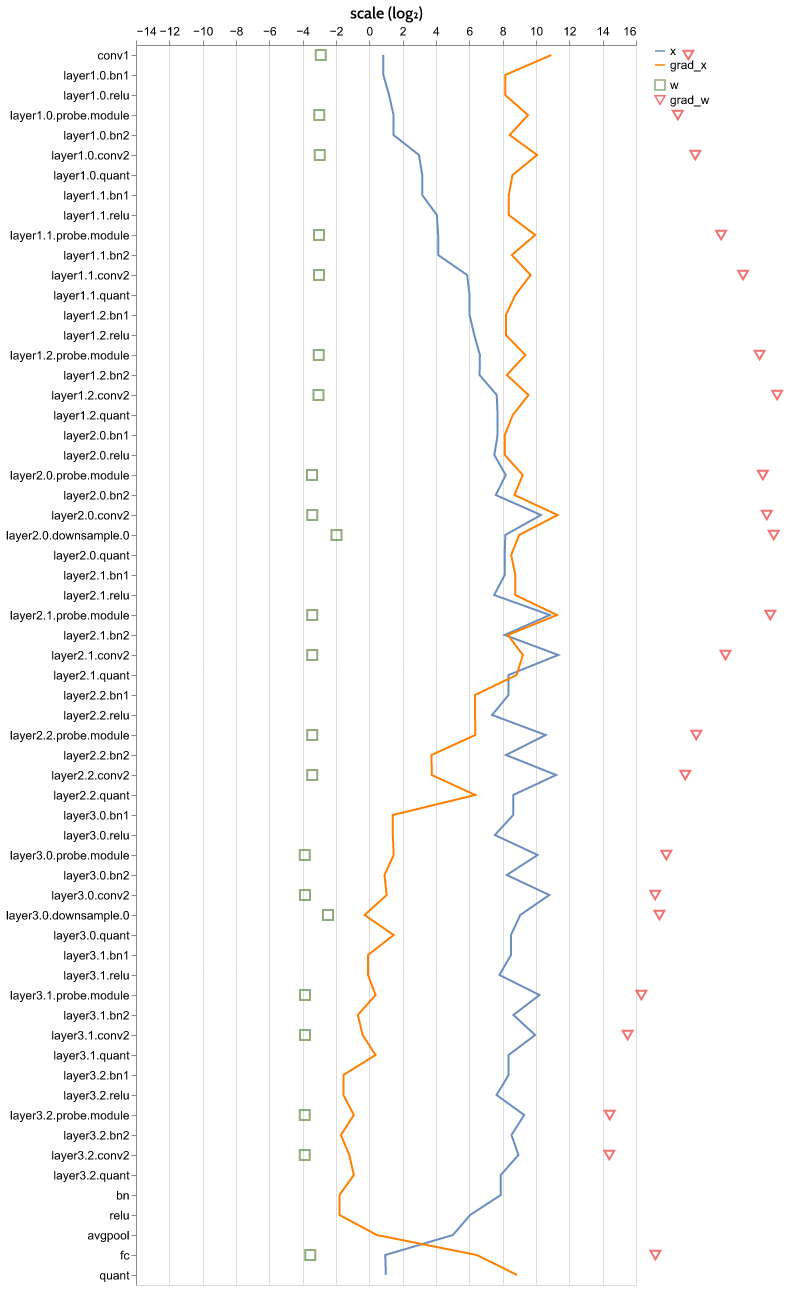 scale (log₂)
−14 −12 −10 −8 −6 −4 −2 0 2 4 6 8 10 12 14 16
x
grad_x
w
grad_w
conv1
layer1.0.bn1
layer1.0.relu
layer1.0.probe.module
layer1.0.bn2
layer1.0.conv2
layer1.0.quant
layer1.1.bn1
layer1.1.relu
layer1.1.probe.module
layer1.1.bn2
layer1.1.conv2
layer1.1.quant
layer1.2.bn1
layer1.2.relu
layer1.2.probe.module
layer1.2.bn2
layer1.2.conv2
layer1.2.quant
layer2.0.bn1
layer2.0.relu
layer2.0.probe.module
layer2.0.bn2
layer2.0.conv2
layer2.0.downsample.0
layer2.0.quant
layer2.1.bn1
layer2.1.relu
layer2.1.probe.module
layer2.1.bn2
layer2.1.conv2
layer2.1.quant
layer2.2.bn1
layer2.2.relu
layer2.2.probe.module
layer2.2.bn2
layer2.2.conv2
layer2.2.quant
layer3.0.bn1
layer3.0.relu
layer3.0.probe.module
layer3.0.bn2
layer3.0.conv2
layer3.0.downsample.0
layer3.0.quant
layer3.1.bn1
layer3.1.relu
layer3.1.probe.module
layer3.1.bn2
layer3.1.conv2
layer3.1.quant
layer3.2.bn1
layer3.2.relu
layer3.2.probe.module
layer3.2.bn2
layer3.2.conv2
layer3.2.quant
bn
relu
avgpool
fc
quant